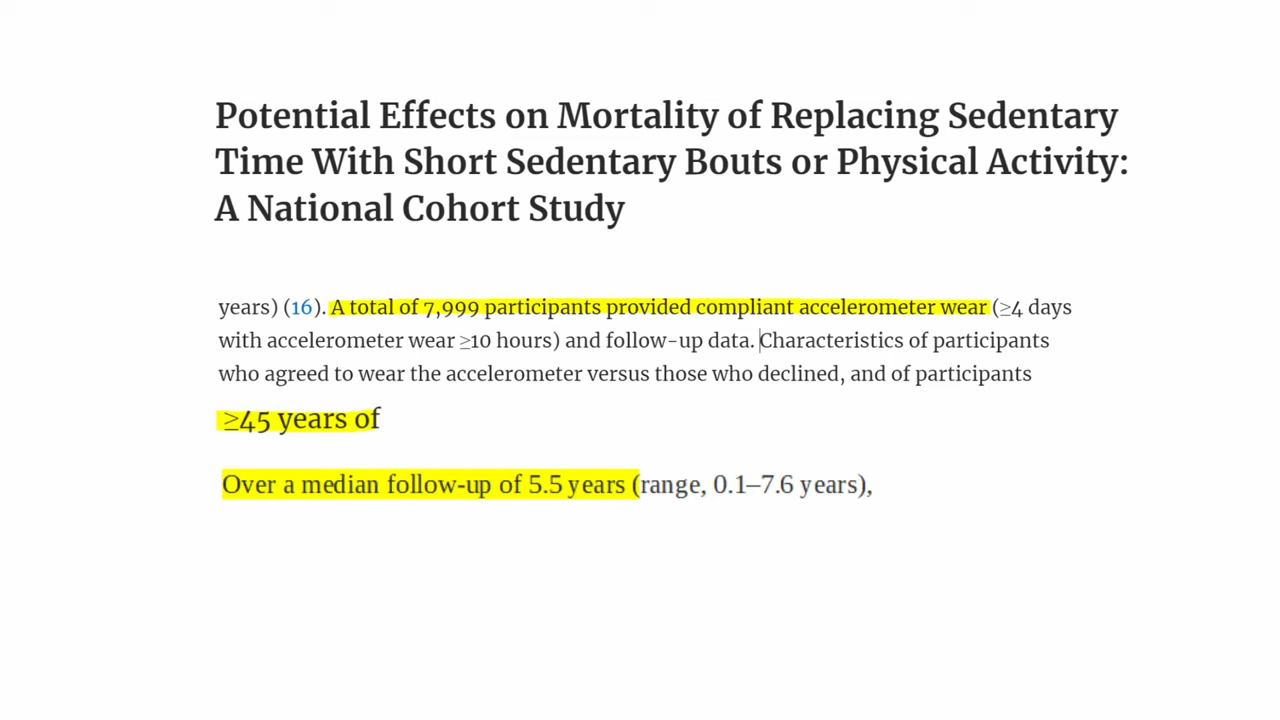 Potential Effects on Mortality of Replacing Sedentary
Time With Short Sedentary Bouts or Physical Activity:
A National Cohort Study
years) (16). A total of 7,999 participants provided compliant accelerometer wear (≥4 days
with accelerometer wear ≥10 hours) and follow-up data. Characteristics of participants
who agreed to wear the accelerometer versus those who declined, and of participants
≥45 years of
Over a median follow-up of 5.5 years (range, 0.1–7.6 years),